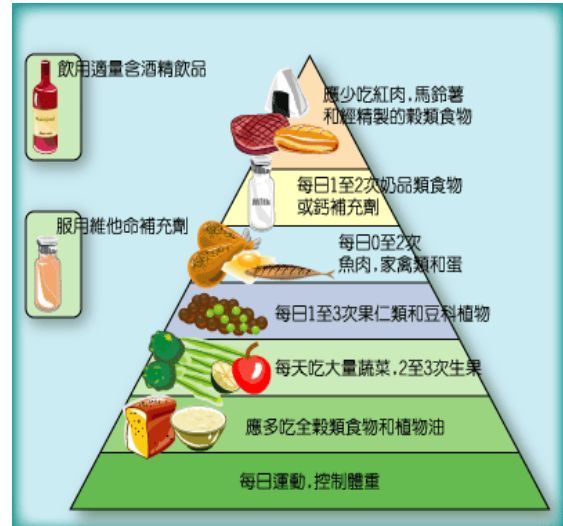 飲用適量含酒精飲品
應少吃紅肉,馬鈴薯
和經精製的穀類食物
每日1至2次奶品類食物
或鈣補充劑
服用維他命補充劑
每日0至2次
魚肉,家禽類和蛋
每日1至3次果仁類和豆科植物
每天吃大量蔬菜,2至3次生果
應多吃全穀類食物和植物油
每日運動,控制體重